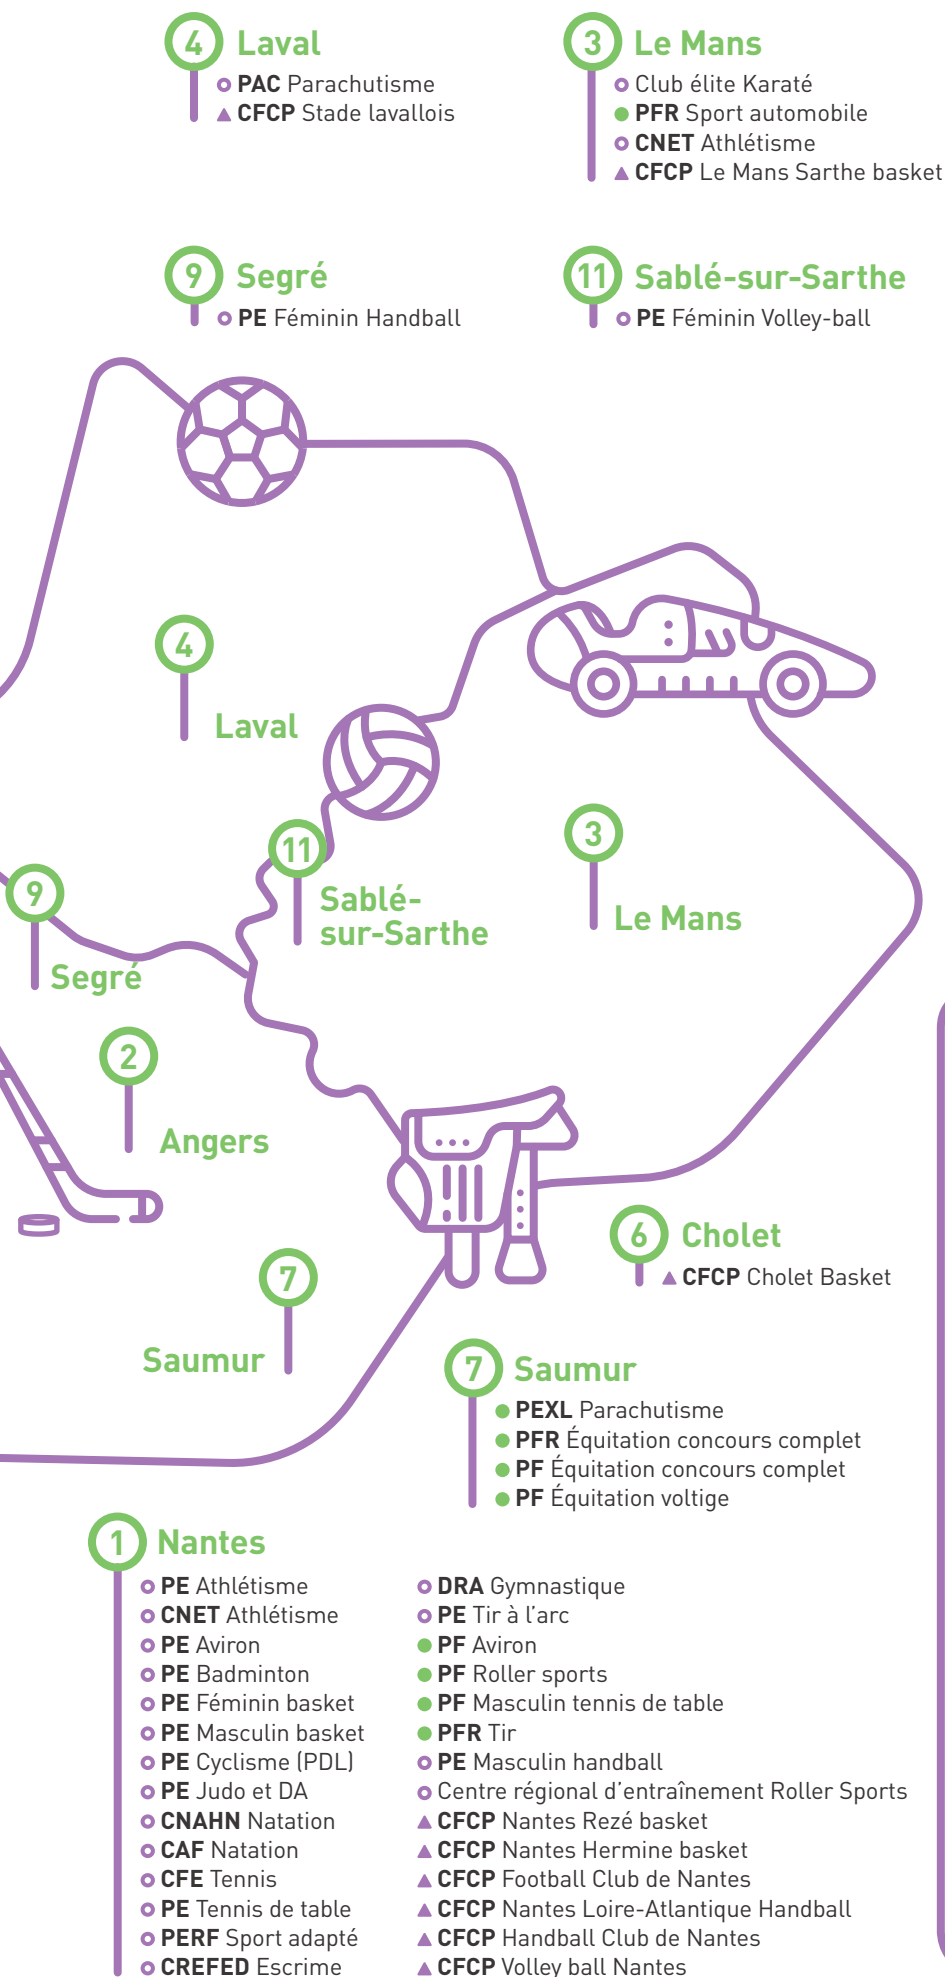 4 Laval
PAC Parachutisme
CFCP Stade lavallois
3 Le Mans
Club élite Karaté
PFR Sport automobile
CNET Athlétisme
CFCP Le Mans Sarthe basket
9 Segré
PE Féminin Handball
11 Sablé-sur-Sarthe
PE Féminin Volley-ball
4
Laval
11
Sablé-
sur-Sarthe
3
Le Mans
9
Segré
2
Angers
7
Saumur
6 Cholet
CFCP Cholet Basket
7 Saumur
PEXL Parachutisme
PFR Équitation concours complet
PF Équitation concours complet
PF Équitation voltige
1 Nantes
PE Athlétisme
CNET Athlétisme
PE Aviron
PE Badminton
PE Féminin basket
PE Masculin basket
PE Cyclisme (PDL)
PE Judo et DA
CNAHN Natation
CAF Natation
CFE Tennis
PE Tennis de table
PERF Sport adapté
CREFED Escrime
DRA Gymnastique
PE Tir à l'arc
PF Aviron
PF Roller sports
PF Masculin tennis de table
PFR Tir
PE Masculin handball
Centre régional d'entraînement Roller Sports
CFCP Nantes Rezé basket
CFCP Nantes Hermine basket
CFCP Football Club de Nantes
CFCP Nantes Loire-Atlantique Handball
CFCP Handball Club de Nantes
CFCP Volley ball Nantes